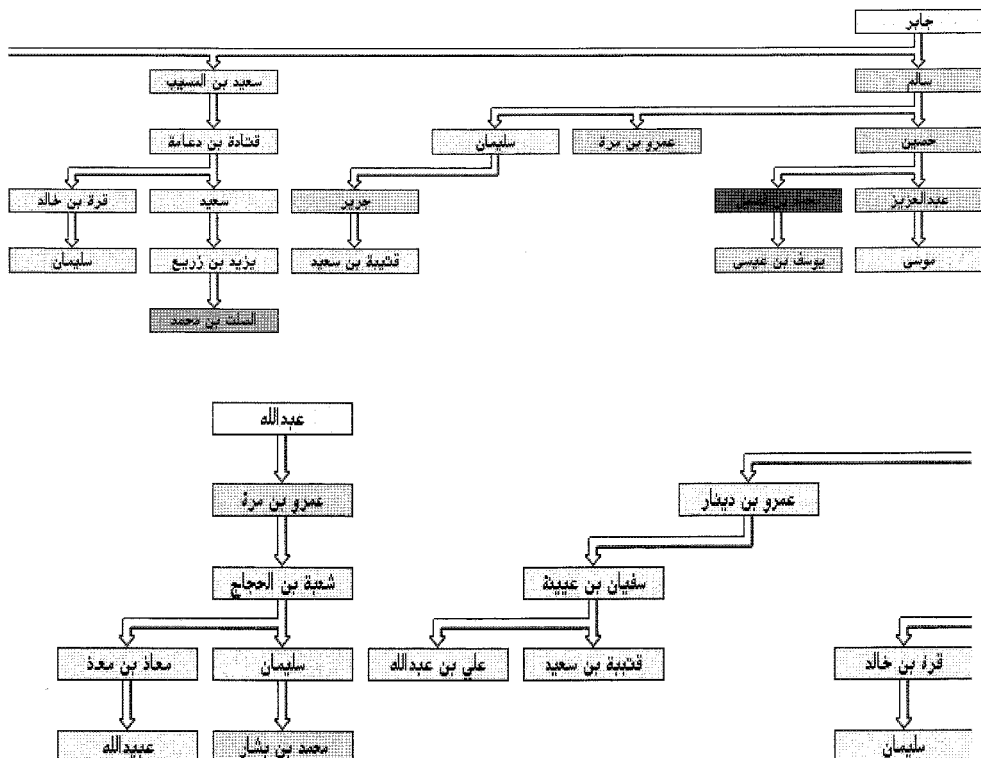 جابر
سالم
سعيد بن المسيب
حسين
عمرو بن مرة
سليمان
قتادة بن دعامة
عبدالعزيز
جرير
سعيد
قرة بن خالد
موسى
يوسف بن عيسى
قتيبة بن سعيد
يزيد بن زريع
سليمان
الصلت بن محمد
عبدالله
عمرو بن دينار
عمرو بن مرة
سفيان بن عيينة
شعبة بن الحجاج
قرة بن خالد
قتيبة بن سعيد
علي بن عبدالله
سليمان
معاذ بن معذ
سليمان
محمد بن بشار
عبيدالله